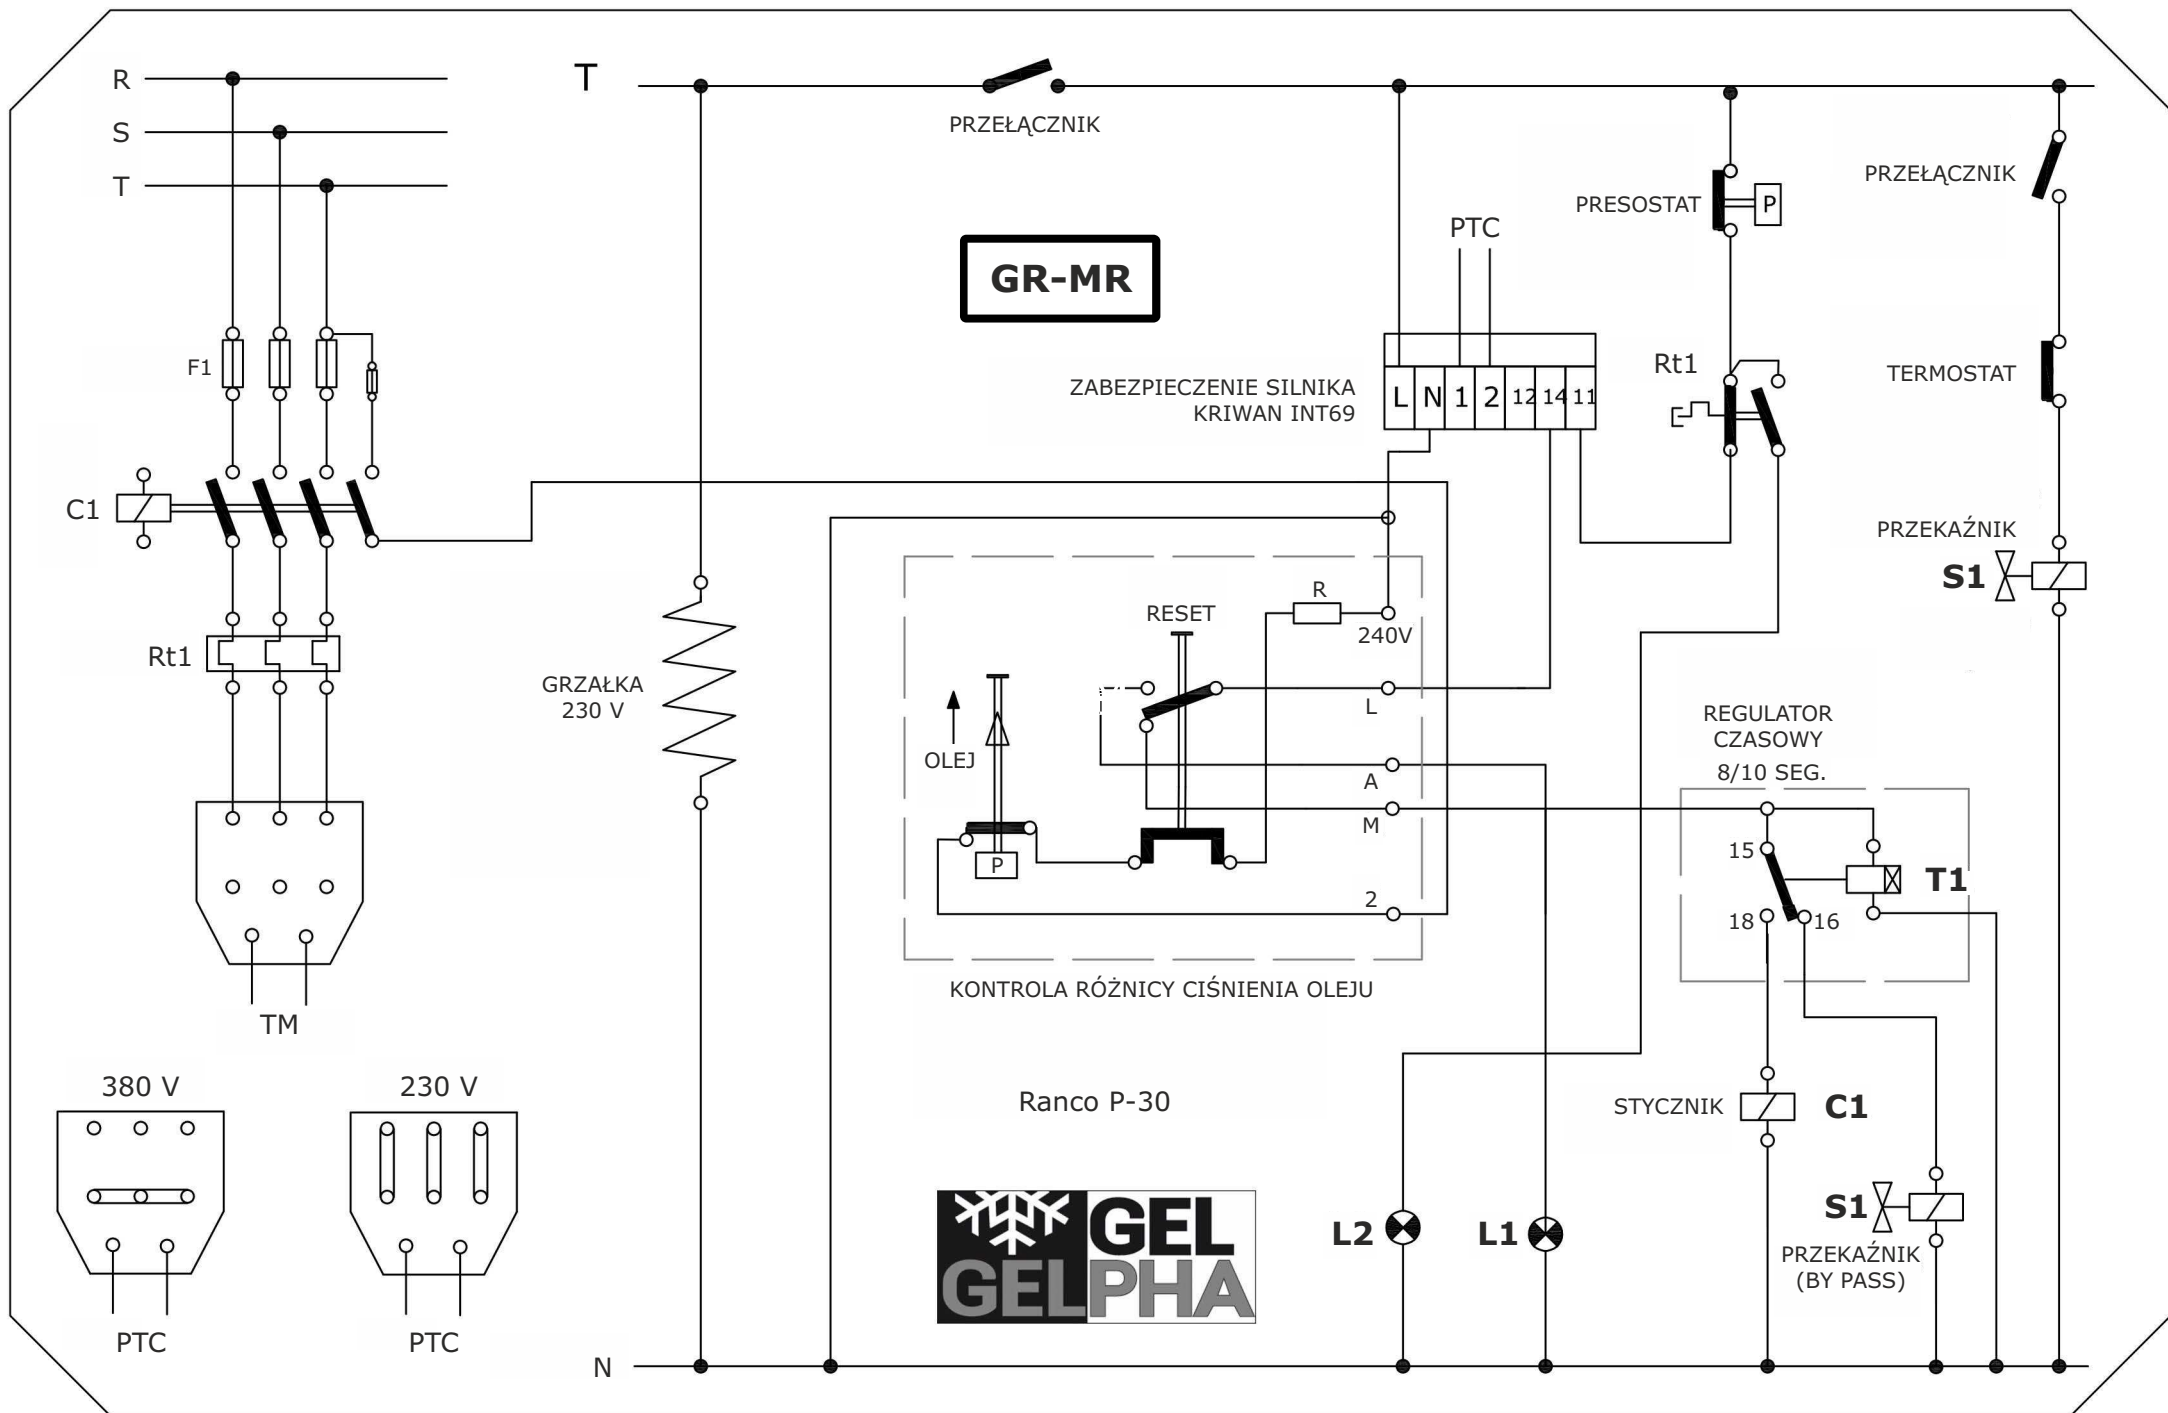 R
S
T
T
PRZEŁĄCZNIK
PRZEŁĄCZNIK
PRESOSTAT
P
PTC
GR-MR
F1
Rt1
TERMOSTAT
ZABEZPIECZENIE SILNIKA
KRIWAN INT69
L N 1 2 12 14 11
C1
PRZEKAŹNIK
S1
R
RESET
240V
Rt1
GRZAŁKA
230 V
L
OLEJ
A
M
P
2
REGULATOR
CZASOWY
8/10 SEG.
15
T1
18
16
KONTROLA RÓŻNICY CIŚNIENIA OLEJU
TM
380 V
230 V
Ranco P-30
STYCZNIK
C1
GEL
GELPHA
L2
L1
S1
PRZEKAŹNIK
(BY PASS)
PTC
PTC
N